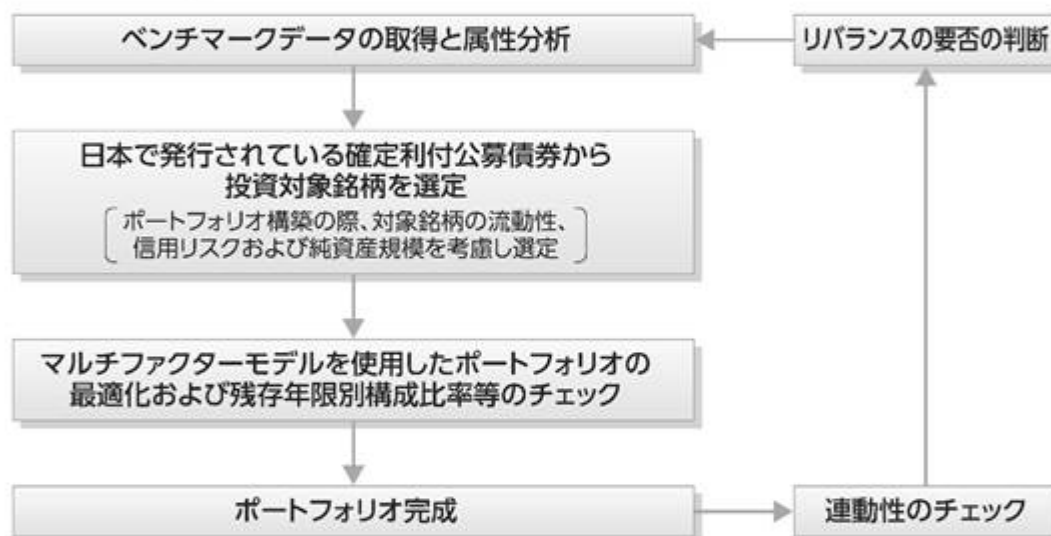 ベンチマークデータの取得と属性分析
リバランスの要否の判断
日本で発行されている確定利付公募債券から
投資対象銘柄を選定
ポートフォリオ構築の際、対象銘柄の流動性、
信用リスクおよび純資産規模を考慮し選定
マルチファクターモデルを使用したポートフォリオの
最適化および残存年限別構成比率等のチェック
ポートフォリオ完成
連動性のチェック